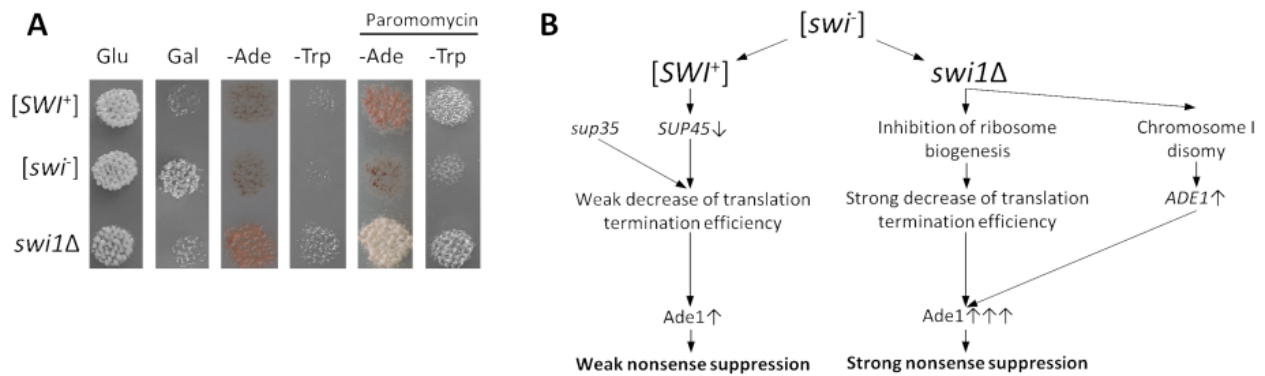 A
Paromomycin
Glu Gal -Ade -Trp -Ade -Trp
[SWI⁺]
[swi⁻]
swi1Δ
B
[swi⁻]
[SWI⁺] swi1Δ
sup35 SUP45↓ Inhibition of ribosome Chromosome I
biogenesis disomy
Weak decrease of translation Strong decrease of translation ADE1↑
termination efficiency termination efficiency
Ade1↑ Ade1↑↑↑
Weak nonsense suppression Strong nonsense suppression